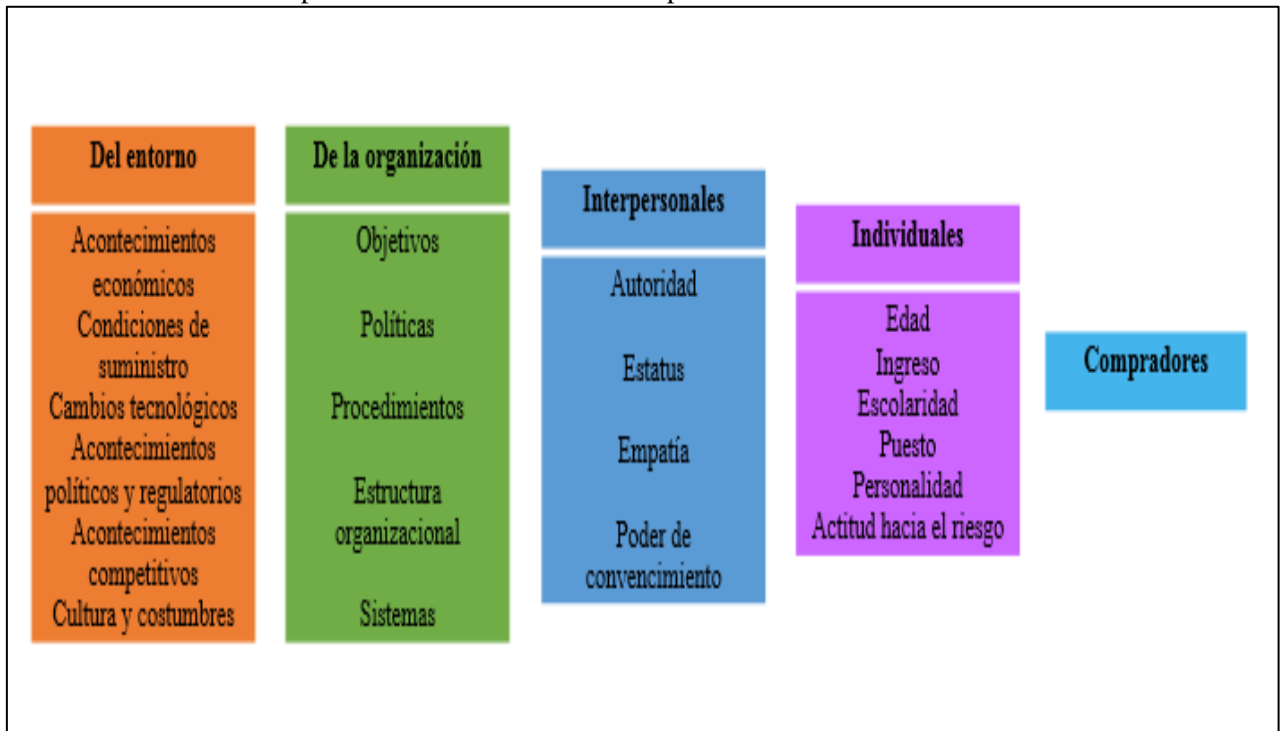 Del entorno
Acontecimientos
económicos
Condiciones de
suministro
Cambios tecnológicos
Acontecimientos
políticos y regulatorios
Acontecimientos
competitivos
Cultura y costumbres
De la organización
Objetivos
Políticas
Procedimientos
Estructura
organizacional
Sistemas
Interpersonales
Autoridad
Estatus
Empatía
Poder de
convencimiento
Individuales
Edad
Ingreso
Escolaridad
Puesto
Personalidad
Actitud hacia el riesgo
Compradores